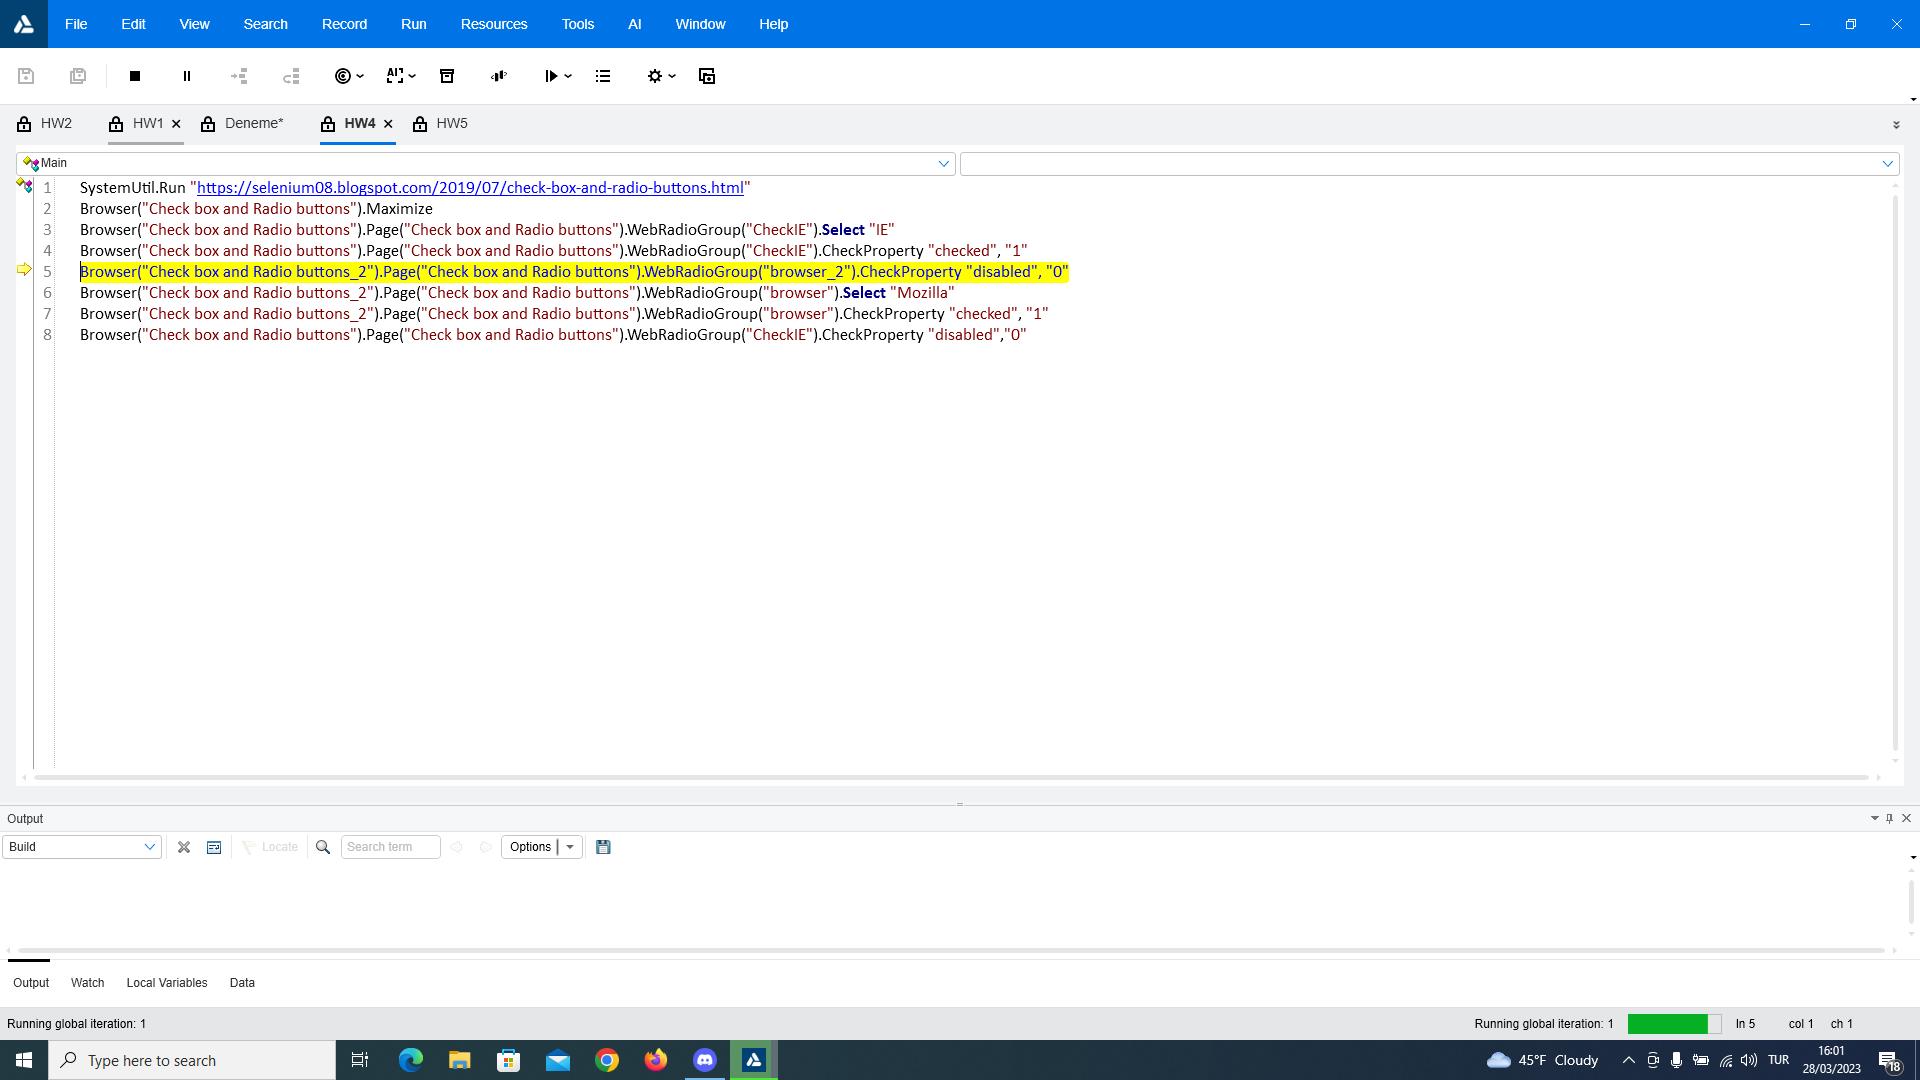 File Edit View Search Record Run Resources Tools AI Window Help
HW2 HW1 Deneme* HW4 HW5
Main
1 SystemUtil.Run "https://selenium08.blogspot.com/2019/07/check-box-and-radio-buttons.html"
2 Browser("Check box and Radio buttons").Maximize
3 Browser("Check box and Radio buttons").Page("Check box and Radio buttons").WebRadioGroup("CheckIE").Select "IE"
4 Browser("Check box and Radio buttons").Page("Check box and Radio buttons").WebRadioGroup("CheckIE").CheckProperty "checked", "1"
5 Browser("Check box and Radio buttons_2").Page("Check box and Radio buttons").WebRadioGroup("browser_2").CheckProperty "disabled", "0"
6 Browser("Check box and Radio buttons_2").Page("Check box and Radio buttons").WebRadioGroup("browser").Select "Mozilla"
7 Browser("Check box and Radio buttons_2").Page("Check box and Radio buttons").WebRadioGroup("browser").CheckProperty "checked", "1"
8 Browser("Check box and Radio buttons").Page("Check box and Radio buttons").WebRadioGroup("CheckIE").CheckProperty "disabled","0"
Output
Build Locate Search term Options
Output Watch Local Variables Data
Running global iteration: 1 Running global iteration: 1 ln 5 col 1 ch 1
Type here to search 45°F Cloudy TUR 16:01
28/03/2023 18